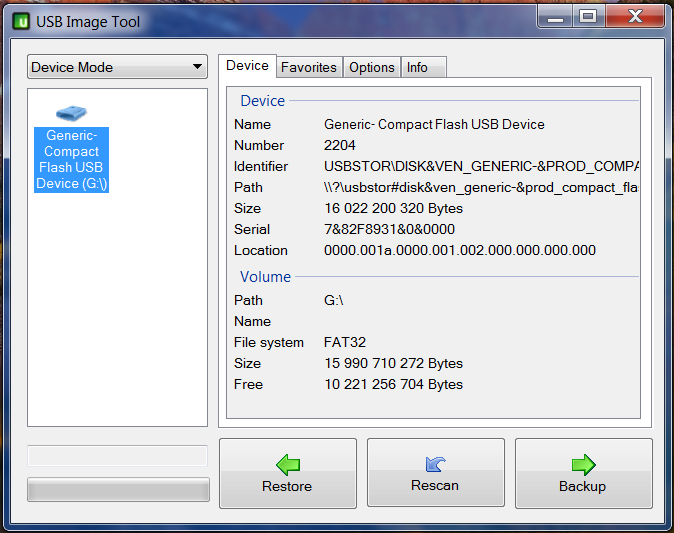 USB Image Tool
Device Mode
Generic-
Compact
Flash USB
Device (G:\)
Device Favorites Options Info
Device
Name Generic- Compact Flash USB Device
Number 2204
Identifier USBSTOR\DISK&VEN_GENERIC-&PROD_COMPA
Path \\?\usbstor#disk&ven_generic-&prod_compact_fla
Size 16 022 200 320 Bytes
Serial 7&82F8931&0&0000
Location 0000.001a.0000.001.002.000.000.000.000
Volume
Path G:\
Name
File system FAT32
Size 15 990 710 272 Bytes
Free 10 221 256 704 Bytes
Restore Rescan Backup